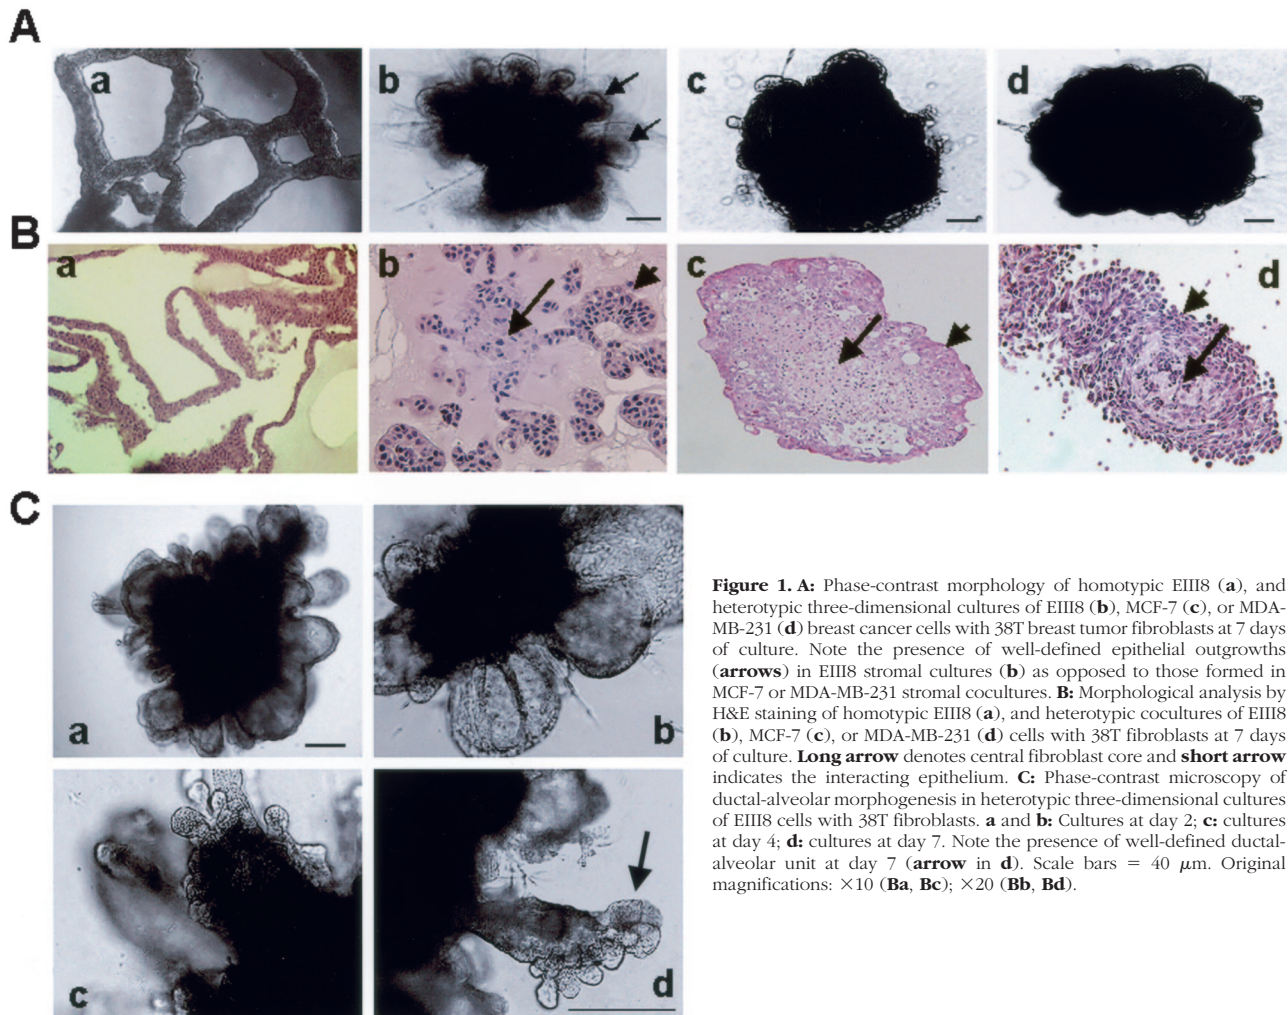 A
a
b
c
d
B
a
b
c
d
C
a
b
c
d
Figure 1. A: Phase-contrast morphology of homotypic EIII8 (a), and
heterotypic three-dimensional cultures of EIII8 (b), MCF-7 (c), or MDA-
MB-231 (d) breast cancer cells with 38T breast tumor fibroblasts at 7 days
of culture. Note the presence of well-defined epithelial outgrowths
(arrows) in EIII8 stromal cultures (b) as opposed to those formed in
MCF-7 or MDA-MB-231 stromal cocultures. B: Morphological analysis by
H&E staining of homotypic EIII8 (a), and heterotypic cocultures of EIII8
(b), MCF-7 (c), or MDA-MB-231 (d) cells with 38T fibroblasts at 7 days
of culture. Long arrow denotes central fibroblast core and short arrow
indicates the interacting epithelium. C: Phase-contrast microscopy of
ductal-alveolar morphogenesis in heterotypic three-dimensional cultures
of EIII8 cells with 38T fibroblasts. a and b: Cultures at day 2; c: cultures
at day 4; d: cultures at day 7. Note the presence of well-defined ductal-
alveolar unit at day 7 (arrow in d). Scale bars = 40 μm. Original
magnifications: ×10 (Ba, Bc); ×20 (Bb, Bd).